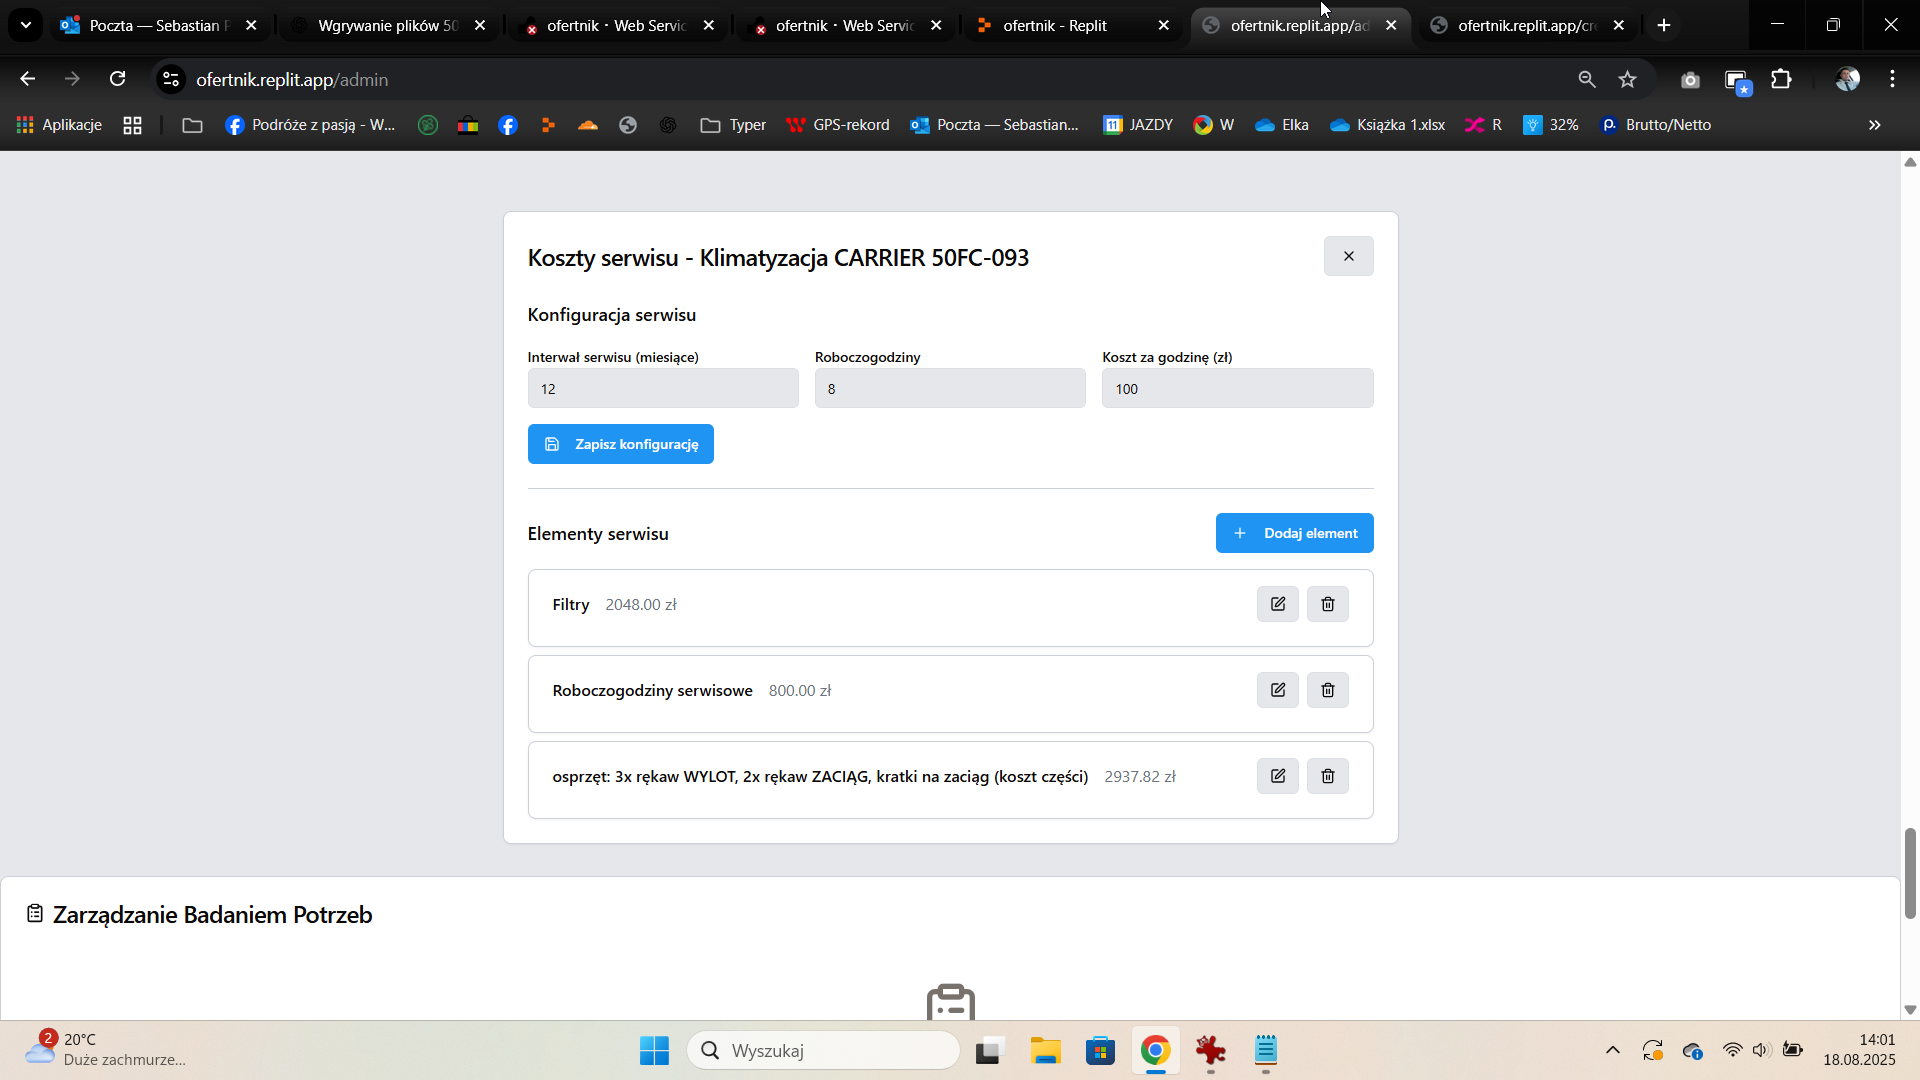 Poczta — Sebastian
Wgrywanie plików 50
ofertnik · Web Servic
ofertnik · Web Servic
ofertnik - Replit
ofertnik.replit.app/ad
ofertnik.replit.app/cr
ofertnik.replit.app/admin
Aplikacje
Podróże z pasją - W...
Typer
GPS-rekord
Poczta — Sebastian...
JAZDY
W
Elka
Książka 1.xlsx
R
32%
Brutto/Netto
Koszty serwisu - Klimatyzacja CARRIER 50FC-093
Konfiguracja serwisu
Interwał serwisu (miesiące) Roboczogodziny Koszt za godzinę (zł)
12 8 100
Zapisz konfigurację
Elementy serwisu
Dodaj element
Filtry 2048.00 zł
Roboczogodziny serwisowe 800.00 zł
osprzęt: 3x rękaw WYLOT, 2x rękaw ZACIĄG, kratki na zaciąg (koszt części) 2937.82 zł
Zarządzanie Badaniem Potrzeb
2
20°C
Duże zachmurze...
Wyszukaj
14:01
18.08.2025